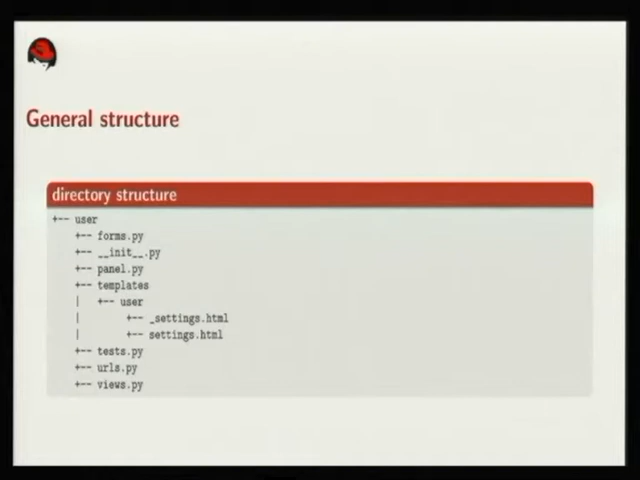 General structure
directory structure
+-- user
+-- forms.py
+-- __init__.py
+-- panel.py
+-- templates
| +-- user
| +-- _settings.html
| +-- settings.html
+-- tests.py
+-- urls.py
+-- views.py